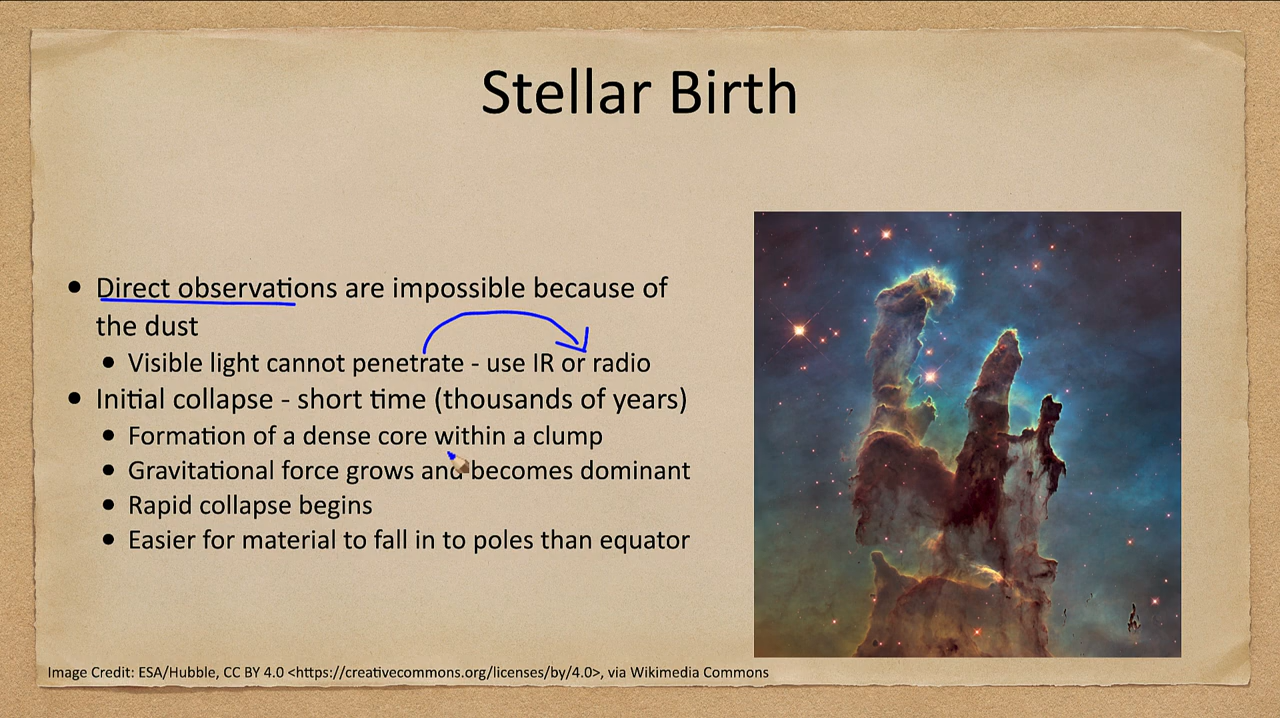 Stellar Birth
• Direct observations are impossible because of
the dust
• Visible light cannot penetrate - use IR or radio
• Initial collapse - short time (thousands of years)
• Formation of a dense core within a clump
• Gravitational force grows and becomes dominant
• Rapid collapse begins
• Easier for material to fall in to poles than equator
Image Credit: ESA/Hubble, CC BY 4.0 <https://creativecommons.org/licenses/by/4.0>, via Wikimedia Commons